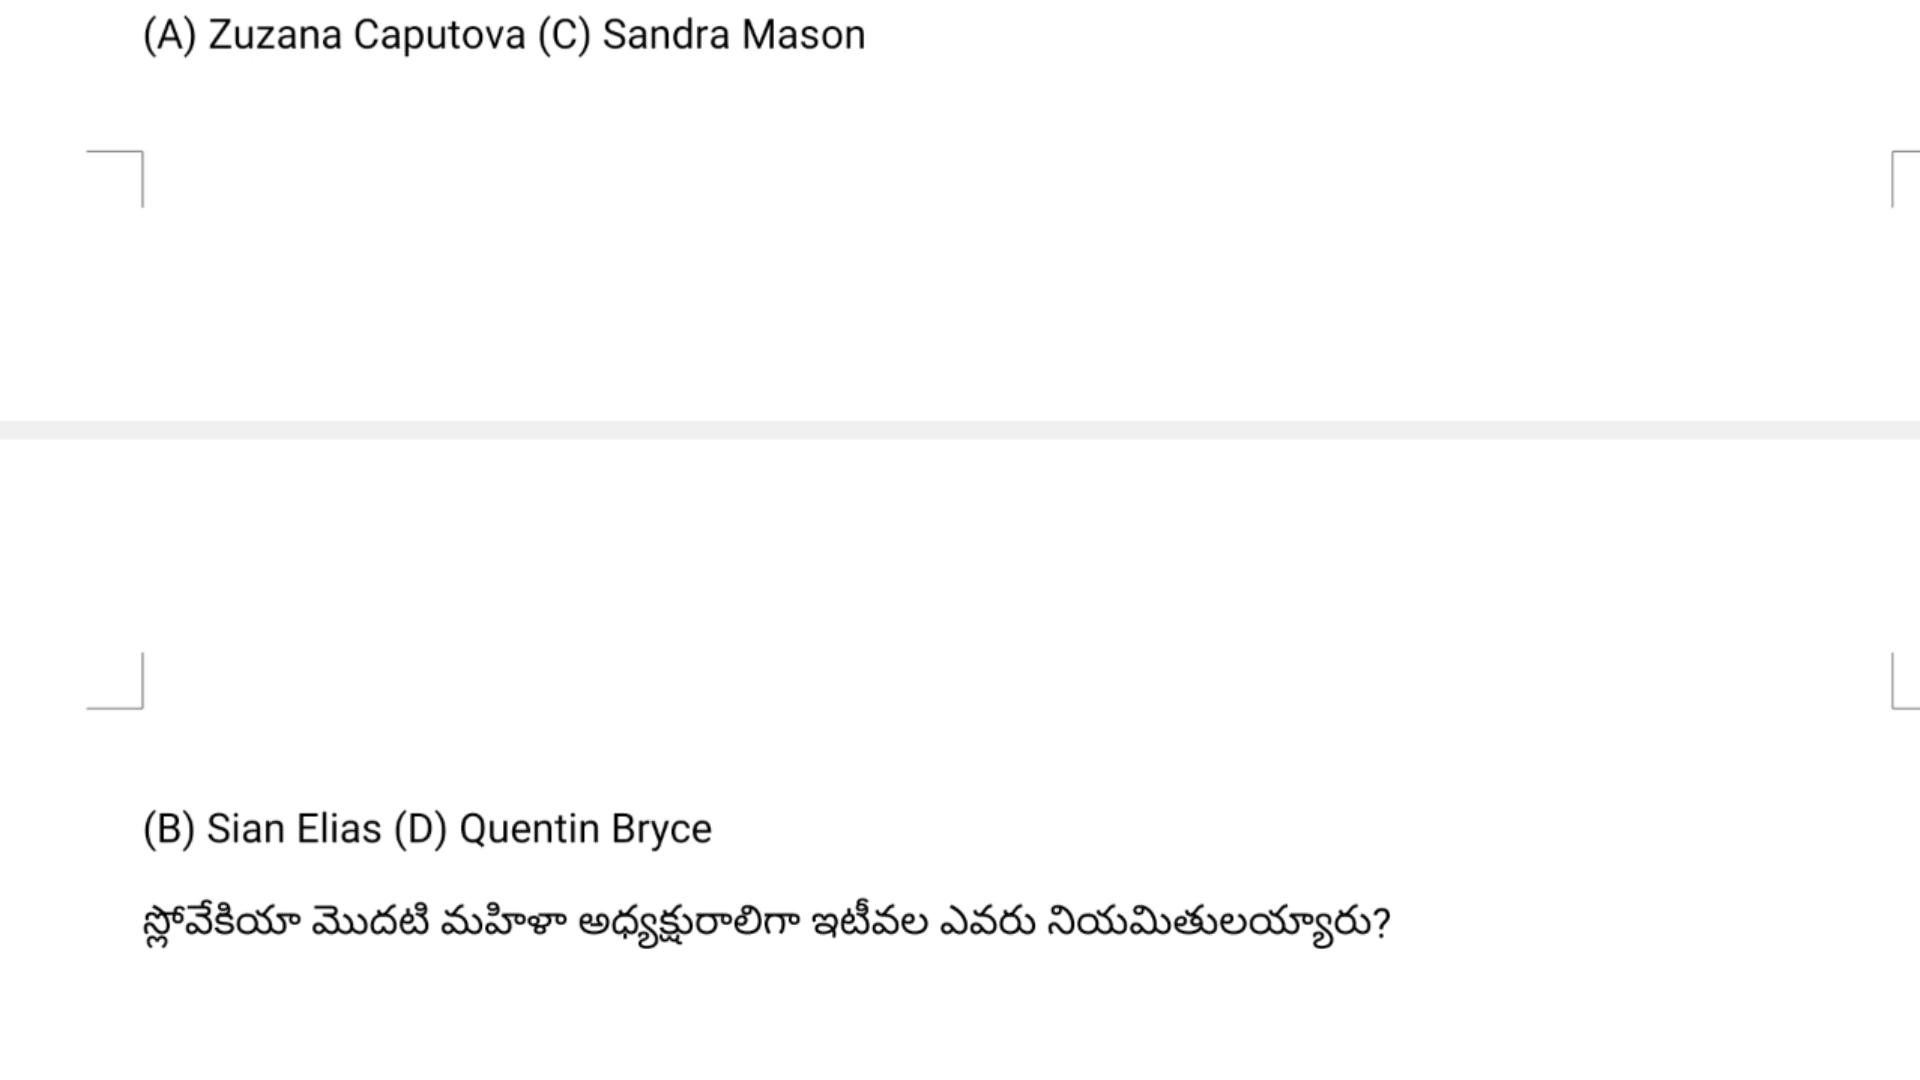 (A) Zuzana Caputova (C) Sandra Mason
(B) Sian Elias (D) Quentin Bryce
స్లోవేకియా మొదటి మహిళా అధ్యక్షురాలిగా ఇటీవల ఎవరు నియమితులయ్యారు?